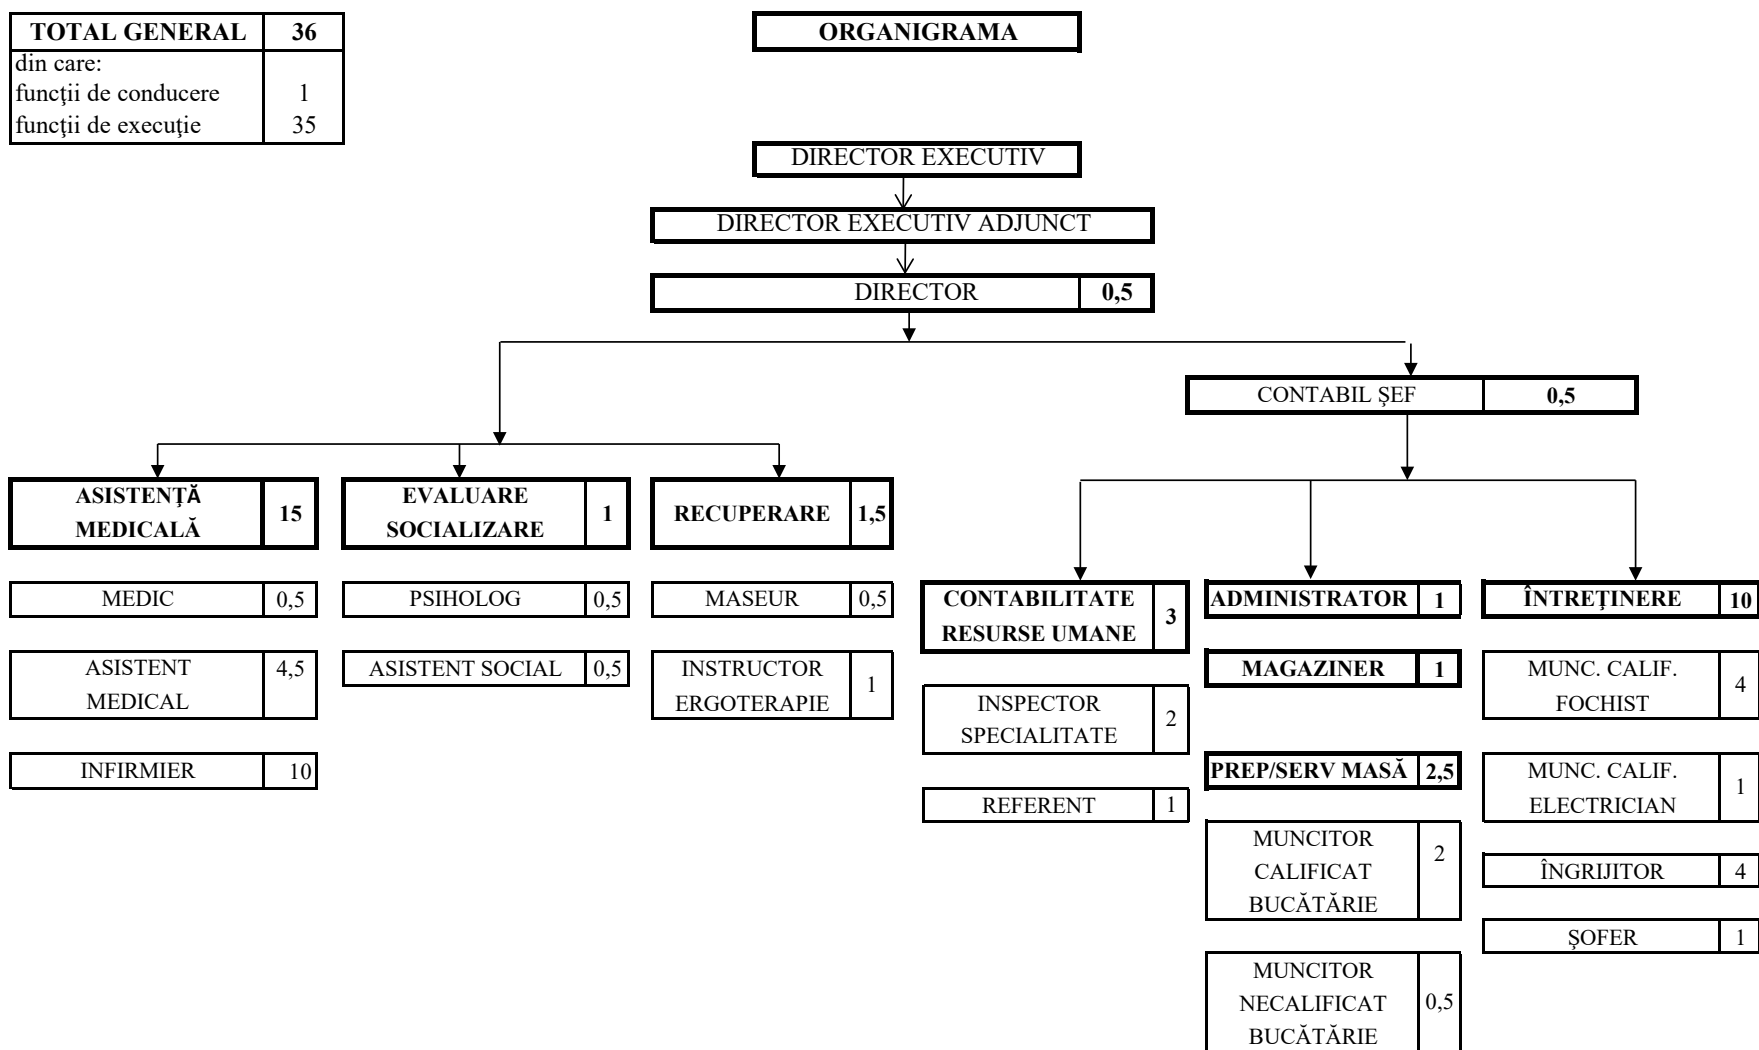 TOTAL GENERAL 36
din care:
funcţii de conducere 1
funcţii de execuţie 35
ORGANIGRAMA
DIRECTOR EXECUTIV
DIRECTOR EXECUTIV ADJUNCT
DIRECTOR 0,5
CONTABIL ŞEF 0,5
ASISTENŢĂ
MEDICALĂ
15
MEDIC 0,5
ASISTENT 4,5
MEDICAL
INFIRMIER 10
EVALUARE
SOCIALIZARE
1
PSIHOLOG 0,5
ASISTENT SOCIAL 0,5
RECUPERARE 1,5
MASEUR 0,5
INSTRUCTOR
ERGOTERAPIE
1
CONTABILITATE
RESURSE UMANE
3
INSPECTOR
SPECIALITATE
2
REFERENT 1
ADMINISTRATOR 1
MAGAZINER 1
PREP/SERV MASĂ 2,5
MUNCITOR
CALIFICAT
BUCĂTĂRIE
2
MUNCITOR
NECALIFICAT
BUCĂTĂRIE
0,5
ÎNTREŢINERE 10
MUNC. CALIF.
FOCHIST
4
MUNC. CALIF.
ELECTRICIAN
1
ÎNGRIJITOR 4
ŞOFER 1